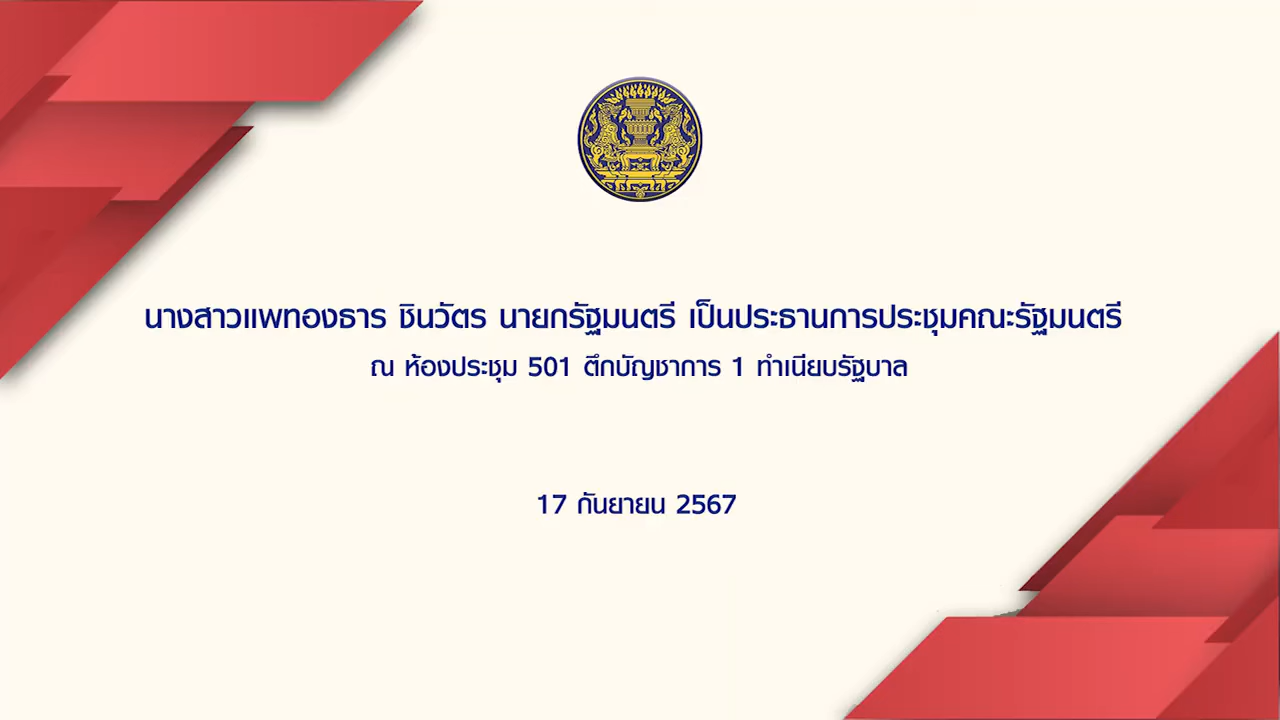 นางสาวแพทองธาร ชินวัตร นายกรัฐมนตรี เป็นประธานการประชุมคณะรัฐมนตรี
ณ ห้องประชุม 501 ตึกบัญชาการ 1 ทำเนียบรัฐบาล
17 กันยายน 2567